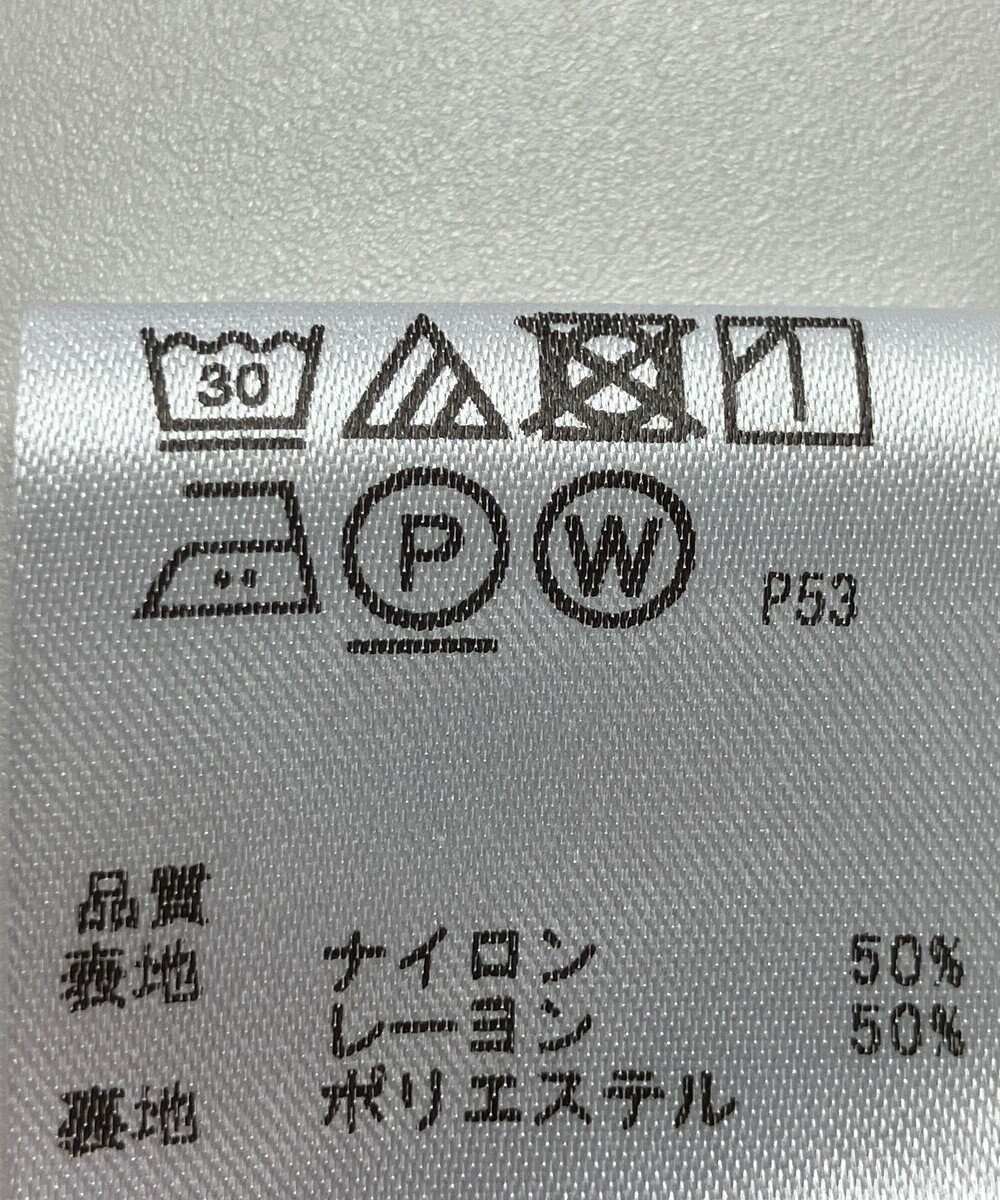 30
P W P53
品質
表地 ナイロン 50%
レーヨン 50%
裏地 ポリエステル